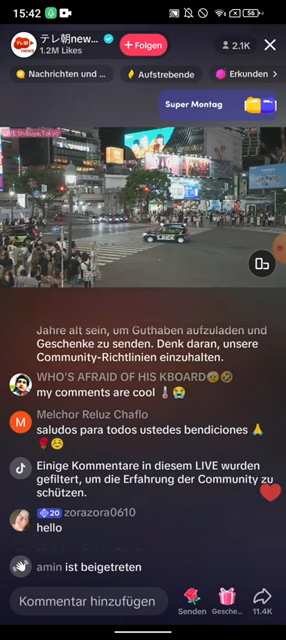 15:42
56
テレ朝new...
1.2M Likes
+ Folgen
2.1K
Nachrichten und ...
Aufstrebende
Erkunden
Super Montag
LIVE Shibuya,Tokyo
Jahre alt sein, um Guthaben aufzuladen und
Geschenke zu senden. Denk daran, unsere
Community-Richtlinien einzuhalten.
WHO'S AFRAID OF HIS KBOARD🤕🤣
my comments are cool 🌡️😭
M
Melchor Reluz Chaflo
saludos para todos ustedes bendiciones 🙏
🌹☺️
Einige Kommentare in diesem LIVE wurden
gefiltert, um die Erfahrung der Community zu
schützen.
20 zorazora0610
hello
amin ist beigetreten
Kommentar hinzufügen
Senden
Gesche...
11.4K